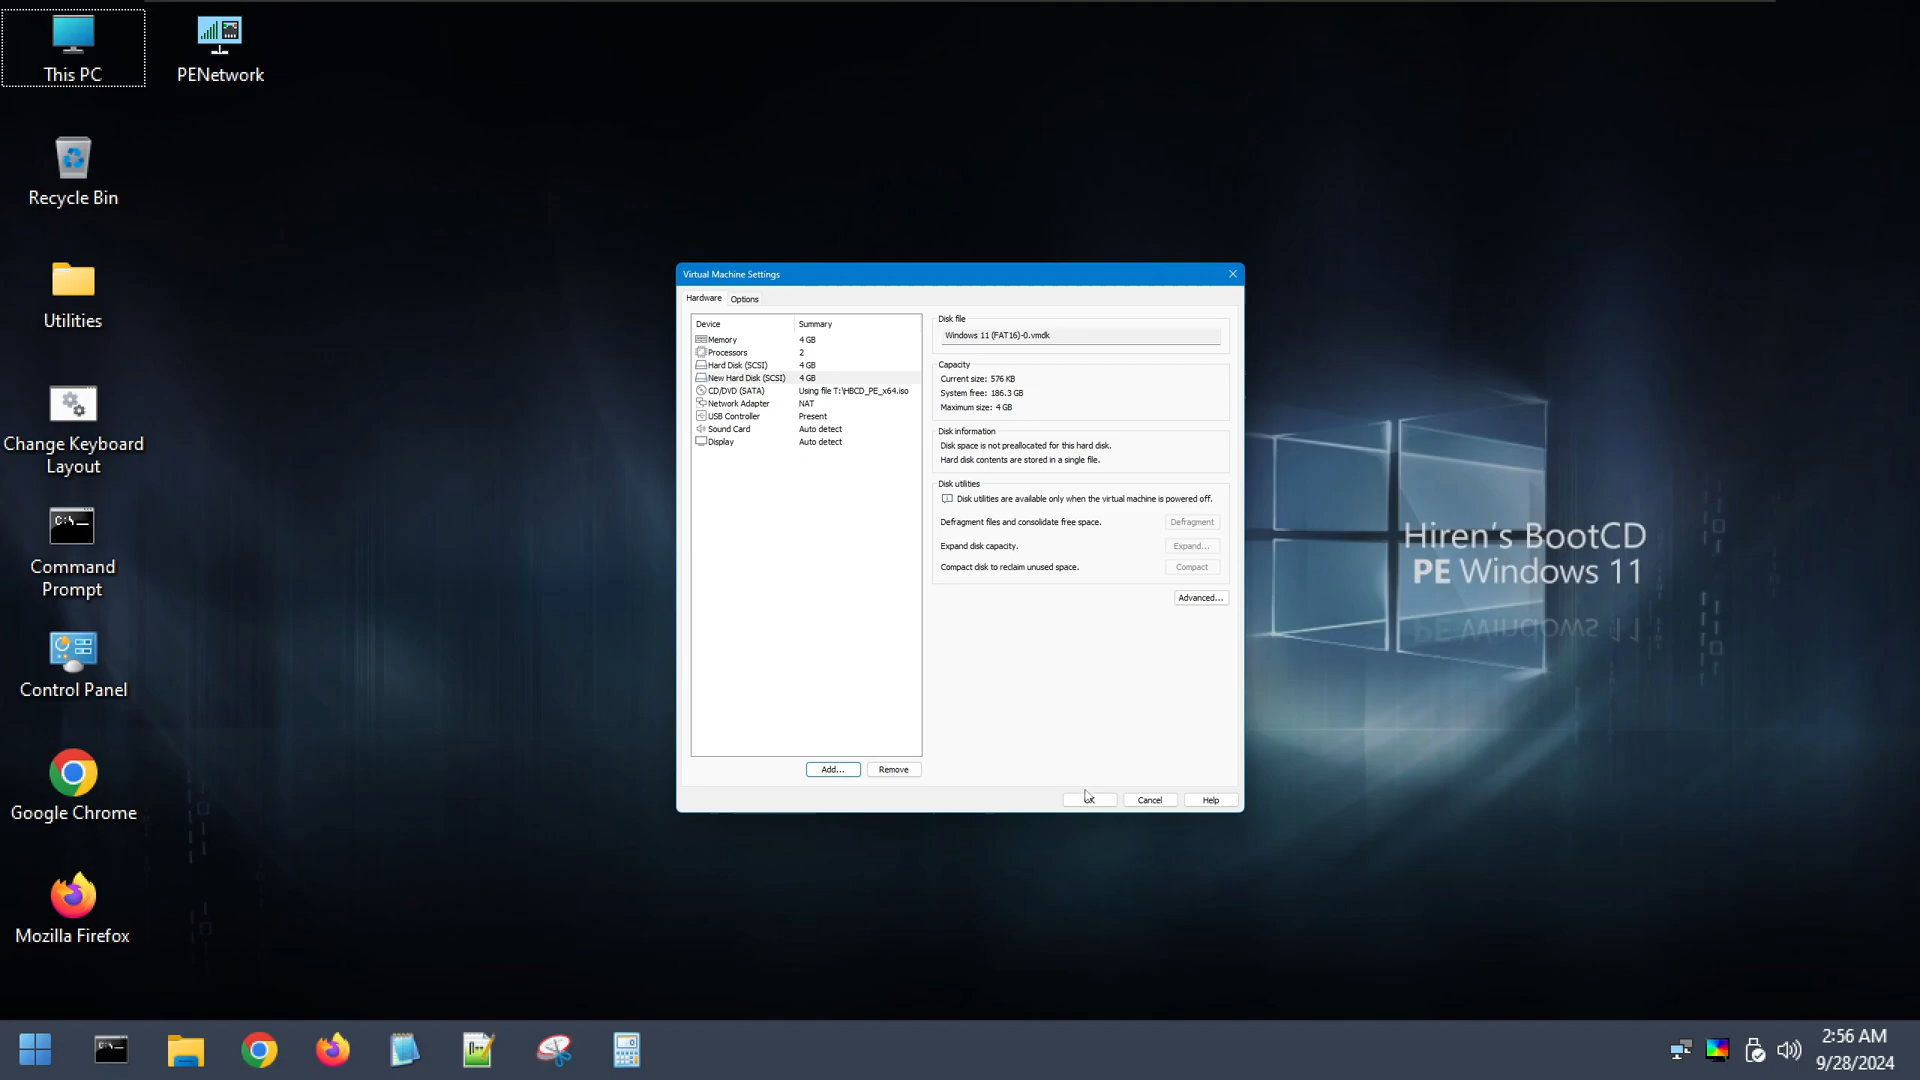 This PC
PENetwork
Recycle Bin
Utilities
Change Keyboard
Layout
C:\
Command
Prompt
Control Panel
Google Chrome
Mozilla Firefox
Virtual Machine Settings
Hardware
Options
Device
Summary
Memory
4 GB
Processors
2
Hard Disk (SCSI)
4 GB
New Hard Disk (SCSI)
4 GB
CD/DVD (SATA)
Using file T:\HBCD_PE_x64.iso
Network Adapter
NAT
USB Controller
Present
Sound Card
Auto detect
Display
Auto detect
Add...
Remove
Disk file
Windows 11 (FAT16)-0.vmdk
Capacity
Current size: 576 KB
System free: 186.3 GB
Maximum size: 4 GB
Disk information
Disk space is not preallocated for this hard disk.
Hard disk contents are stored in a single file.
Disk utilities
Disk utilities are available only when the virtual machine is powered off.
Defragment files and consolidate free space.
Defragment
Expand disk capacity.
Expand...
Compact disk to reclaim unused space.
Compact
Advanced...
Cancel
Help
Hiren's BootCD
PE Windows 11
2:56 AM
9/28/2024